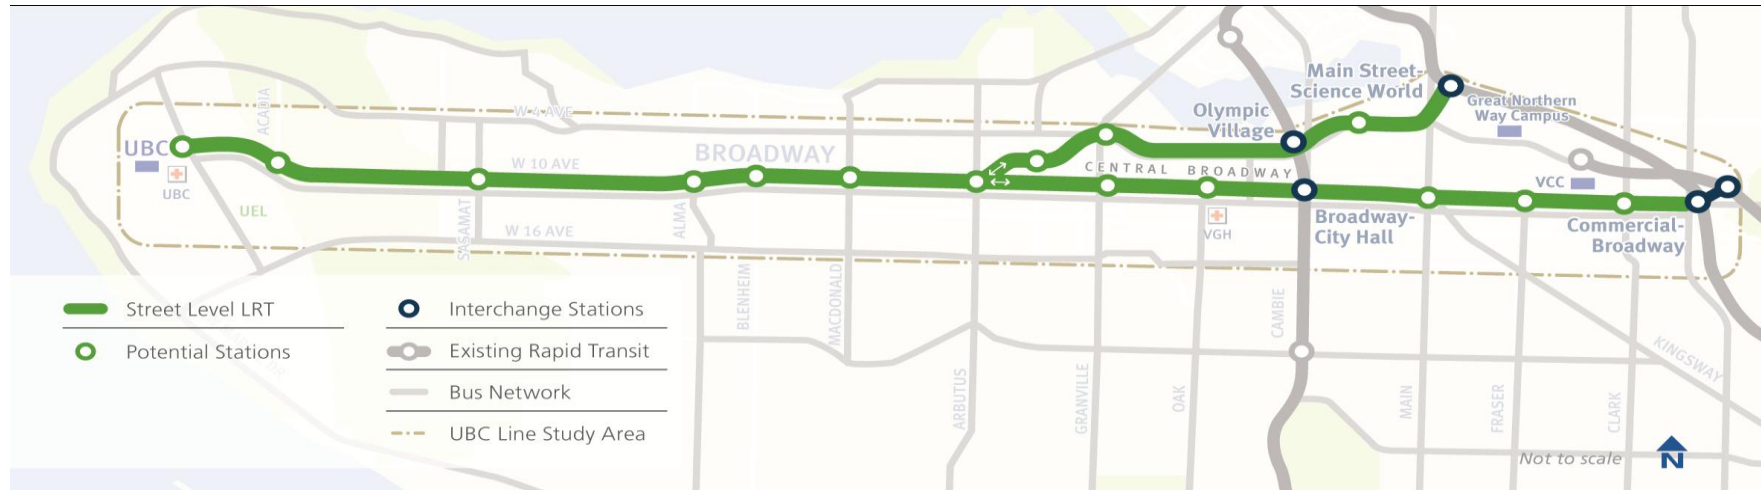 Main Street-
Science World
Great Northern
Way Campus
ACADIA
W 4 AVE
Olympic
Village
UBC
BROADWAY
W 10 AVE
CENTRAL BROADWAY
VCC
UBC
UEL
SASAMAT
ALMA
W 16 AVE
VGH
Broadway-
City Hall
Commercial-
Broadway
BLENHEIM
MACDONALD
CAMBIE
ARBUTUS
GRANVILLE
OAK
MAIN
FRASER
CLARK
KINGSWAY
Street Level LRT
Potential Stations
Interchange Stations
Existing Rapid Transit
Bus Network
UBC Line Study Area
Not to scale
N